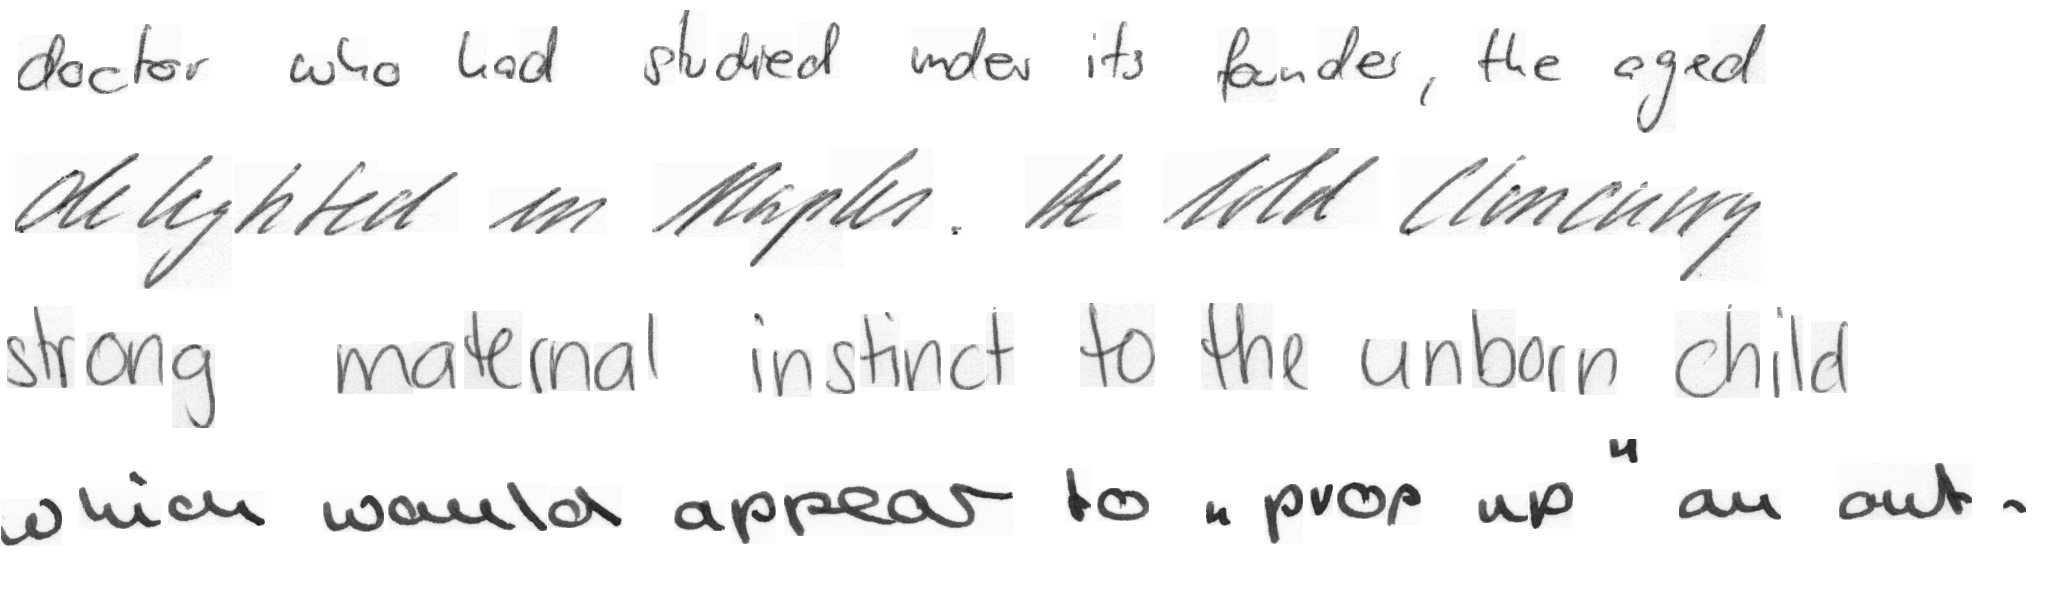 doctor who had studied under its founder, the aged
delighted in Naples. He told Cloncurry
strong maternal instinct to the unborn child
which would appear to "prop up" an out-